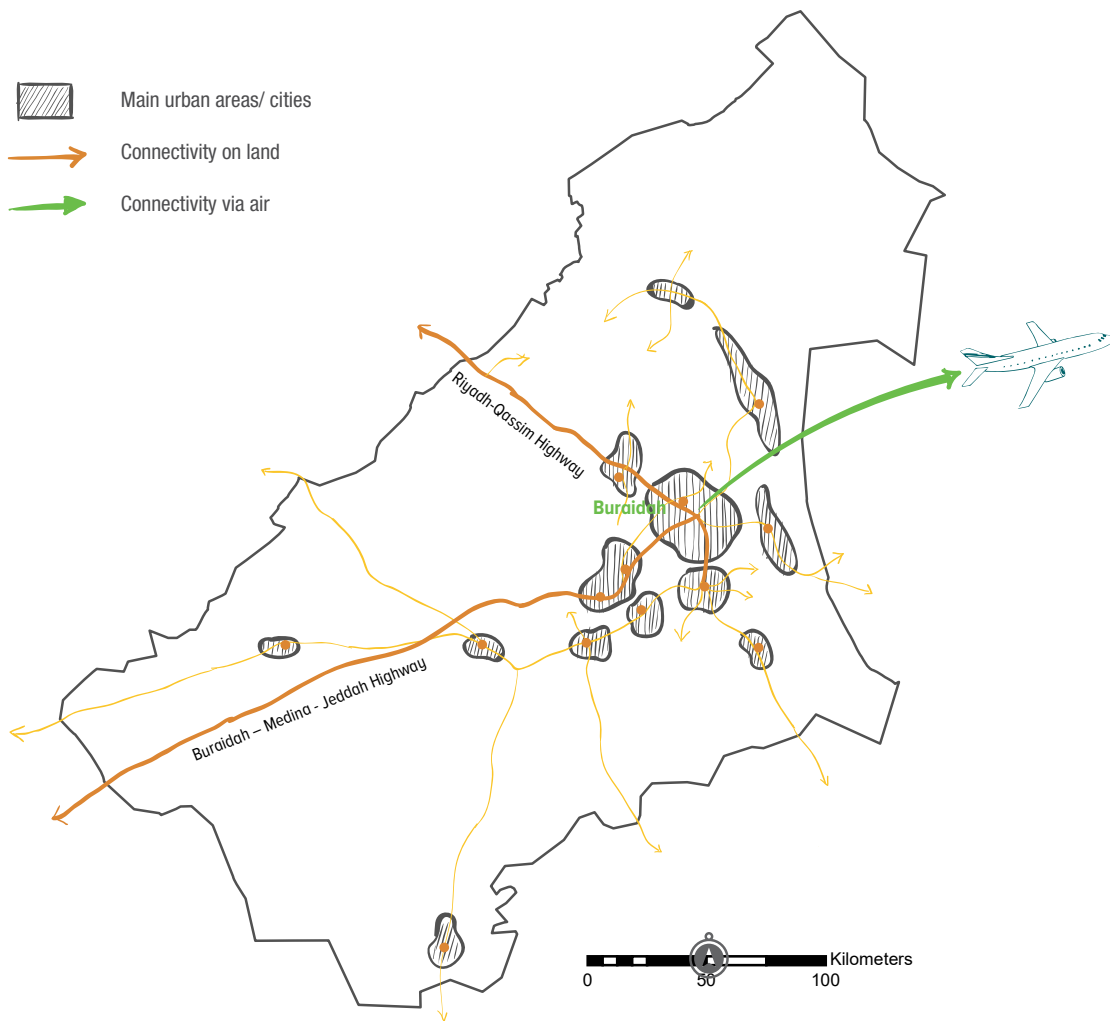 Main urban areas/ cities
Connectivity on land
Connectivity via air
Riyadh-Qassim Highway
Buraidah
Buraidah – Medina - Jeddah Highway
Kilometers
0 50 100